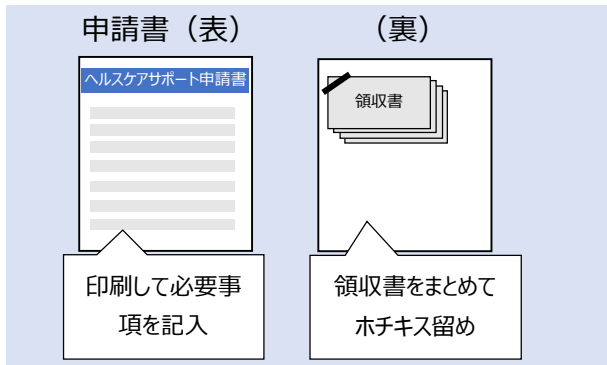 申請書（表）
（裏）
ヘルスケアサポート申請書
領収書
印刷して必要事
項を記入
領収書をまとめて
ホチキス留め